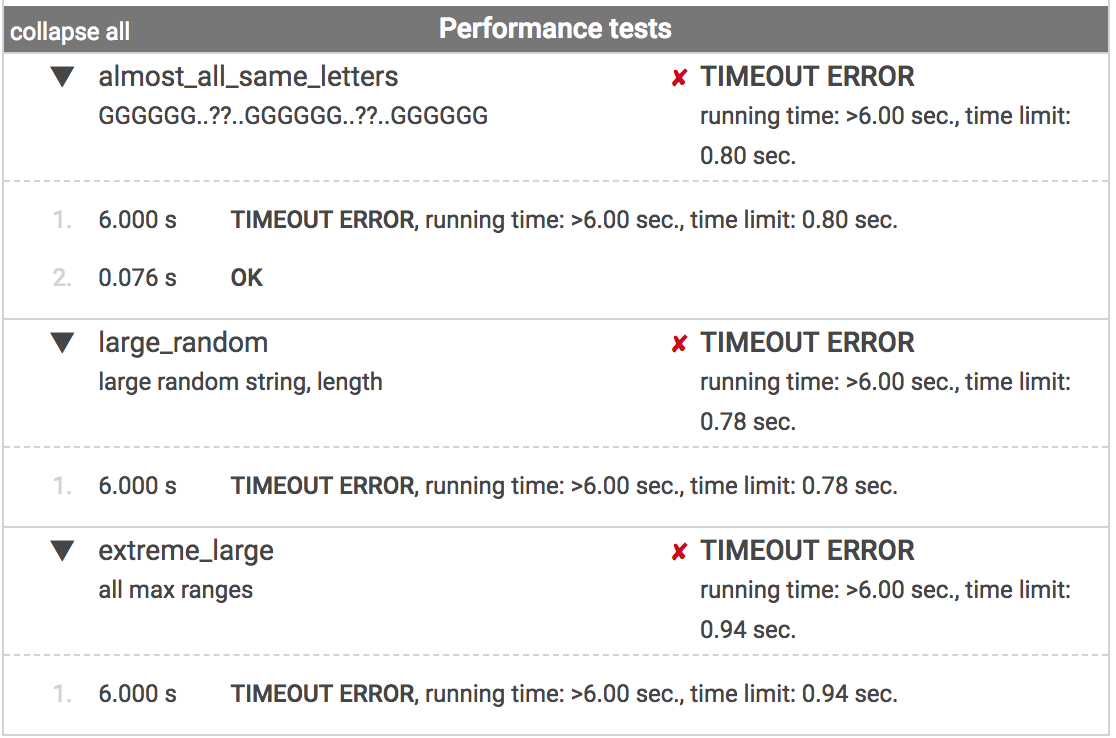 collapse all Performance tests
▼ almost_all_same_letters ✘ TIMEOUT ERROR
GGGGGG..??..GGGGGG..??..GGGGGG running time: >6.00 sec., time limit:
0.80 sec.
1. 6.000 s TIMEOUT ERROR, running time: >6.00 sec., time limit: 0.80 sec.
2. 0.076 s OK
▼ large_random ✘ TIMEOUT ERROR
large random string, length running time: >6.00 sec., time limit:
0.78 sec.
1. 6.000 s TIMEOUT ERROR, running time: >6.00 sec., time limit: 0.78 sec.
▼ extreme_large ✘ TIMEOUT ERROR
all max ranges running time: >6.00 sec., time limit:
0.94 sec.
1. 6.000 s TIMEOUT ERROR, running time: >6.00 sec., time limit: 0.94 sec.